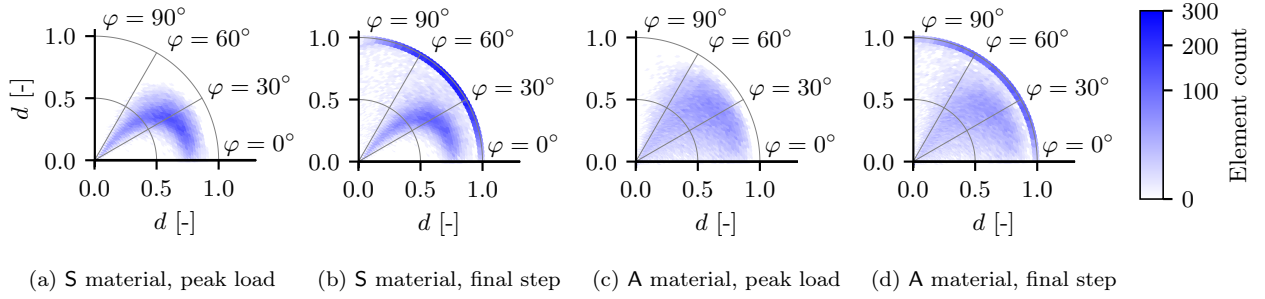 φ = 90°
φ = 60°
φ = 30°
φ = 0°
1.0
0.5
0.0
d [-]
0.0 0.5 1.0
d [-]
(a) S material, peak load
φ = 90°
φ = 60°
φ = 30°
φ = 0°
1.0
0.5
0.0
0.0 0.5 1.0
d [-]
(b) S material, final step
φ = 90°
φ = 60°
φ = 30°
φ = 0°
1.0
0.5
0.0
0.0 0.5 1.0
d [-]
(c) A material, peak load
φ = 90°
φ = 60°
φ = 30°
φ = 0°
1.0
0.5
0.0
0.0 0.5 1.0
d [-]
(d) A material, final step
300
200
100
0
Element count